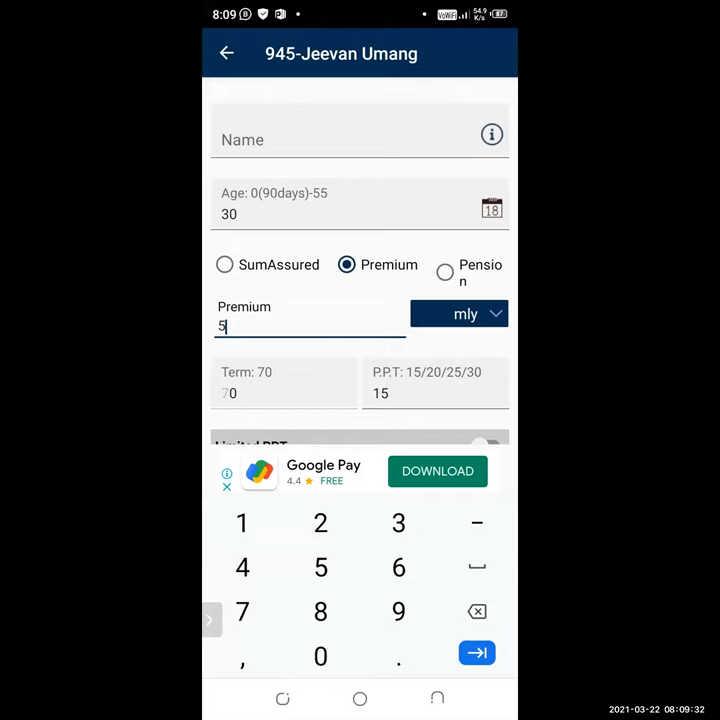 8:09
VoWiFi 54.9 K/s 87
945-Jeevan Umang
Name
Age: 0(90days)-55
30
18
SumAssured Premium Pensio
n
Premium
5
mly
Term: 70 P.P.T: 15/20/25/30
70 15
Google Pay
4.4 ★ FREE
DOWNLOAD
1 2 3 -
4 5 6
7 8 9
, 0 .
2021-03-22 08:09:32